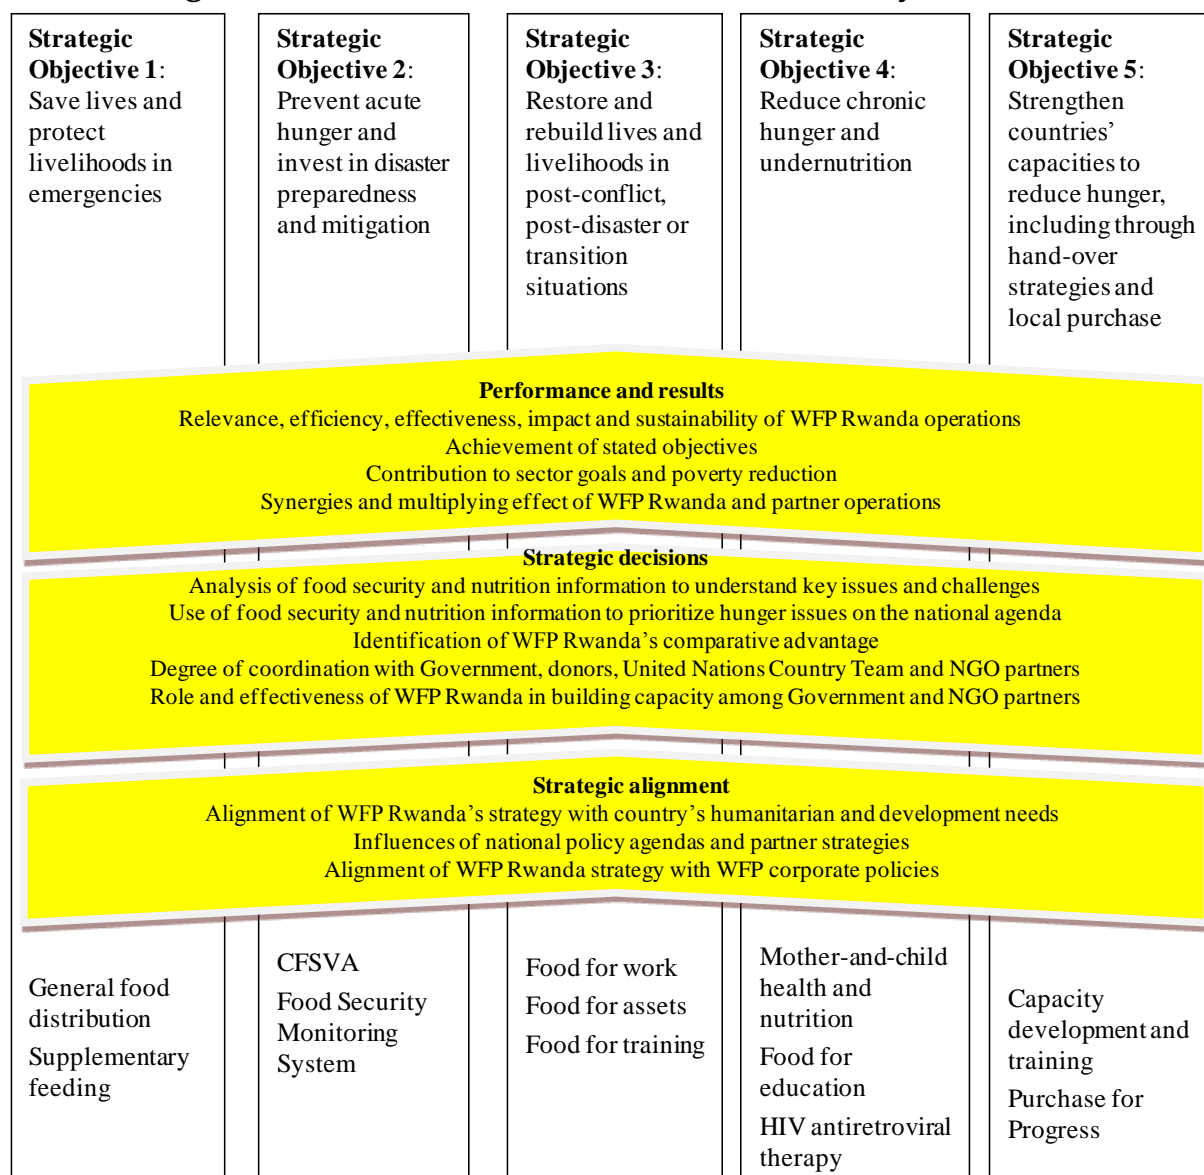 Strategic
Objective 1:
Save lives and
protect
livelihoods in
emergencies
Strategic
Objective 2:
Prevent acute
hunger and
invest in disaster
preparedness
and mitigation
Strategic
Objective 3:
Restore and
rebuild lives and
livelihoods in
post-conflict,
post-disaster or
transition
situations
Strategic
Objective 4:
Reduce chronic
hunger and
undernutrition
Strategic
Objective 5:
Strengthen
countries’
capacities to
reduce hunger,
including through
hand-over
strategies and
local purchase
Performance and results
Relevance, efficiency, effectiveness, impact and sustainability of WFP Rwanda operations
Achievement of stated objectives
Contribution to sector goals and poverty reduction
Synergies and multiplying effect of WFP Rwanda and partner operations
Strategic decisions
Analysis of food security and nutrition information to understand key issues and challenges
Use of food security and nutrition information to prioritize hunger issues on the national agenda
Identification of WFP Rwanda’s comparative advantage
Degree of coordination with Government, donors, United Nations Country Team and NGO partners
Role and effectiveness of WFP Rwanda in building capacity among Government and NGO partners
Strategic alignment
Alignment of WFP Rwanda’s strategy with country’s humanitarian and development needs
Influences of national policy agendas and partner strategies
Alignment of WFP Rwanda strategy with WFP corporate policies
General food
distribution
Supplementary
feeding
CFSVA
Food Security
Monitoring
System
Food for work
Food for assets
Food for training
Mother-and-child
health and
nutrition
Food for
education
HIV antiretroviral
therapy
Capacity
development and
training
Purchase for
Progress